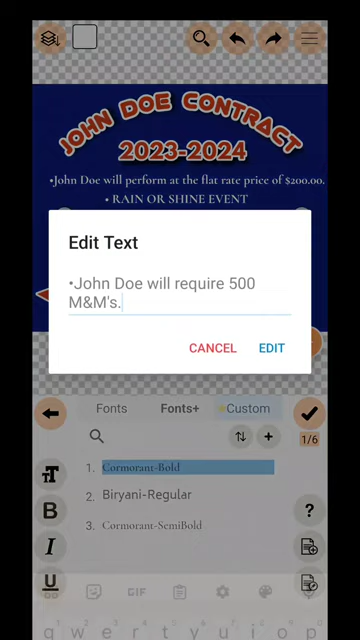 JOHN DOE CONTRACT
2023-2024
•John Doe will perform at the flat rate price of $200.00.
• RAIN OR SHINE EVENT
Edit Text
•John Doe will require 500
M&M's.
CANCEL EDIT
Fonts Fonts+ Custom
1/6
1. Cormorant-Bold
2. Biryani-Regular
3. Cormorant-SemiBold
B
I
U
?
GIF
q w e r t y u i o p